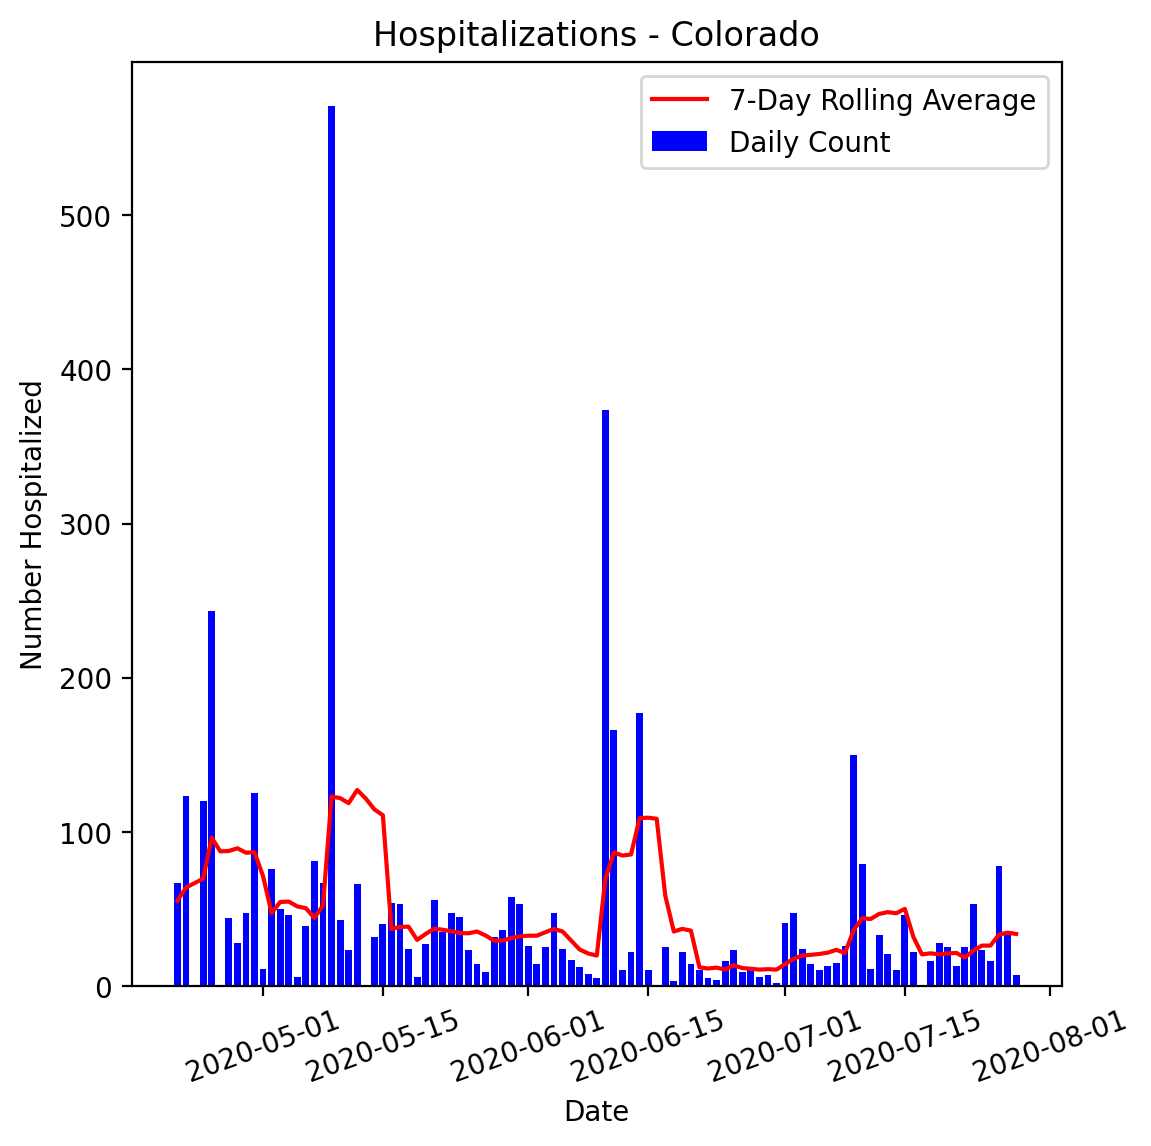 Hospitalizations - Colorado
7-Day Rolling Average
Daily Count
Number Hospitalized
500
400
300
200
100
0
2020-05-01
2020-05-15
2020-06-01
2020-06-15
2020-07-01
2020-07-15
2020-08-01
Date